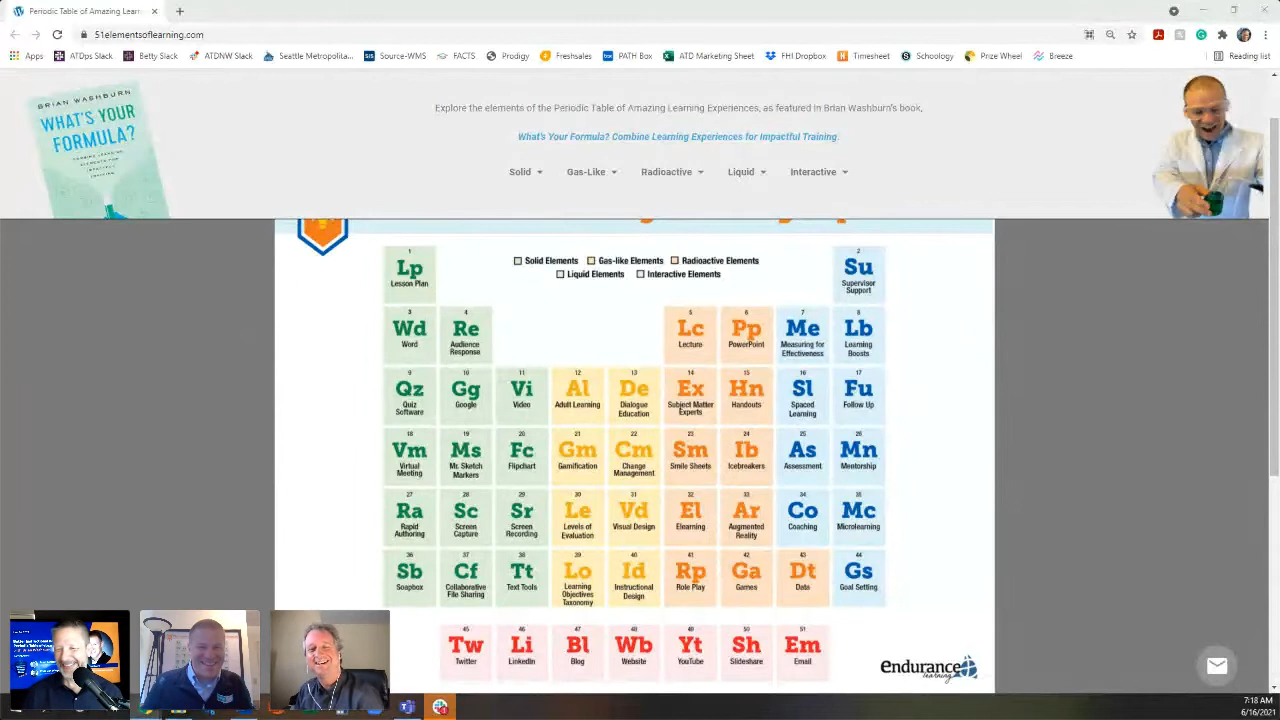 Periodic Table of Amazing Learn
51elementsoflearning.com
Apps
ATDps Slack
Betty Slack
ATDNW Slack
Seattle Metropolita...
Source-WMS
FACTS
Prodigy
Freshsales
PATH Box
ATD Marketing Sheet
FHI Dropbox
Timesheet
Schoology
Prize Wheel
Breeze
Reading list
BRIAN WASHBURN
WHAT'S YOUR
FORMULA?
Explore the elements of the Periodic Table of Amazing Learning Experiences, as featured in Brian Washburn's book,
What's Your Formula? Combine Learning Experiences for Impactful Training.
Solid
Gas-Like
Radioactive
Liquid
Interactive
Solid Elements
Gas-like Elements
Radioactive Elements
Liquid Elements
Interactive Elements
1
Lp
Lesson Plan
2
Su
Supervisor
Support
3
Wd
Word
4
Re
Audience
Response
5
Lc
Lecture
6
Pp
PowerPoint
7
Me
Measuring for
Effectiveness
8
Lb
Learning
Boosts
9
Qz
Quiz
Software
10
Gg
Google
11
Vi
Video
12
Al
Adult Learning
13
De
Dialogue
Education
14
Ex
Subject Matter
Experts
15
Hn
Handouts
16
Sl
Spaced
Learning
17
Fu
Follow Up
18
Vm
Virtual
Meeting
19
Ms
Mr. Sketch
Markers
20
Fc
Flipchart
21
Gm
Gamification
22
Cm
Change
Management
23
Sm
Smile Sheets
24
Ib
Icebreakers
25
As
Assessment
26
Mn
Mentorship
27
Ra
Rapid
Authoring
28
Sc
Screen
Capture
29
Sr
Screen
Recording
30
Le
Levels of
Evaluation
31
Vd
Visual Design
32
El
Elearning
33
Ar
Augmented
Reality
34
Co
Coaching
35
Mc
Microlearning
36
Sb
Soapbox
37
Cf
Collaborative
File Sharing
38
Tt
Text Tools
39
Lo
Learning
Objectives
Taxonomy
40
Id
Instructional
Design
41
Rp
Role Play
42
Ga
Games
43
Dt
Data
44
Gs
Goal Setting
45
Tw
Twitter
46
Li
LinkedIn
47
Bl
Blog
48
Wb
Website
49
Yt
YouTube
50
Sh
Slideshare
51
Em
Email
endurance
learning
7:18 AM
6/16/2021